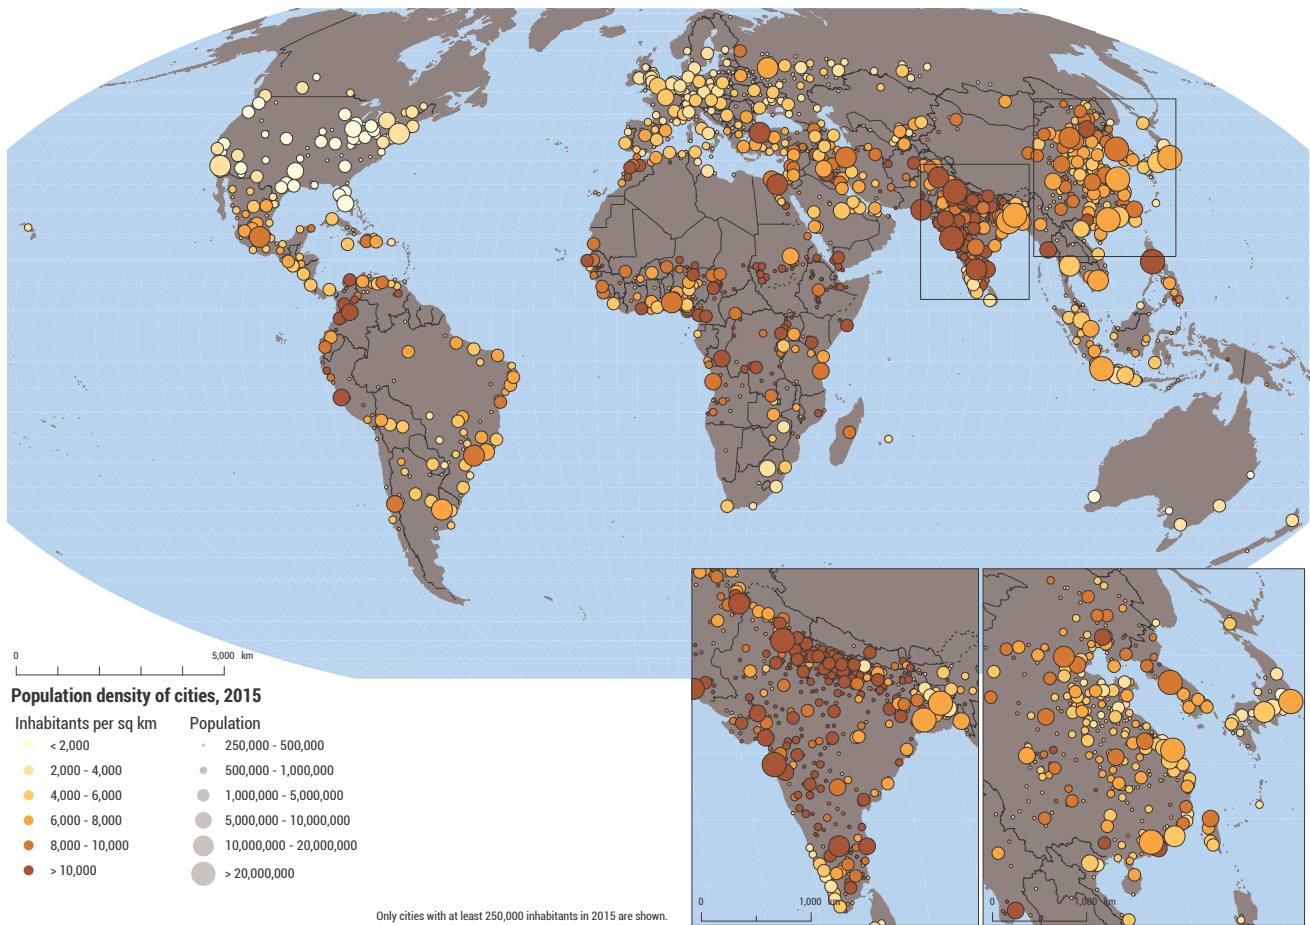 0 5,000 km
Population density of cities, 2015
Inhabitants per sq km
< 2,000
2,000 - 4,000
4,000 - 6,000
6,000 - 8,000
8,000 - 10,000
> 10,000
Population
250,000 - 500,000
500,000 - 1,000,000
1,000,000 - 5,000,000
5,000,000 - 10,000,000
10,000,000 - 20,000,000
> 20,000,000
Only cities with at least 250,000 inhabitants in 2015 are shown.
0 1,000 km
0 1,000 km